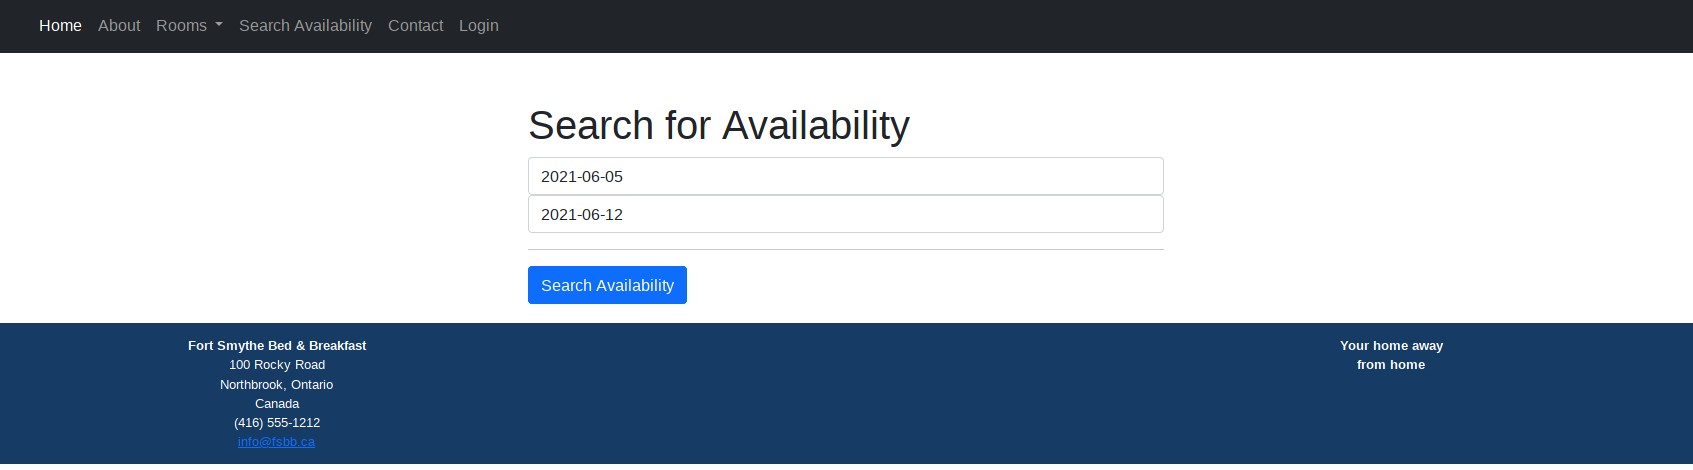 Home About Rooms Search Availability Contact Login
Search for Availability
2021-06-05
2021-06-12
Search Availability
Fort Smythe Bed & Breakfast
100 Rocky Road
Northbrook, Ontario
Canada
(416) 555-1212
info@fsbb.ca
Your home away
from home